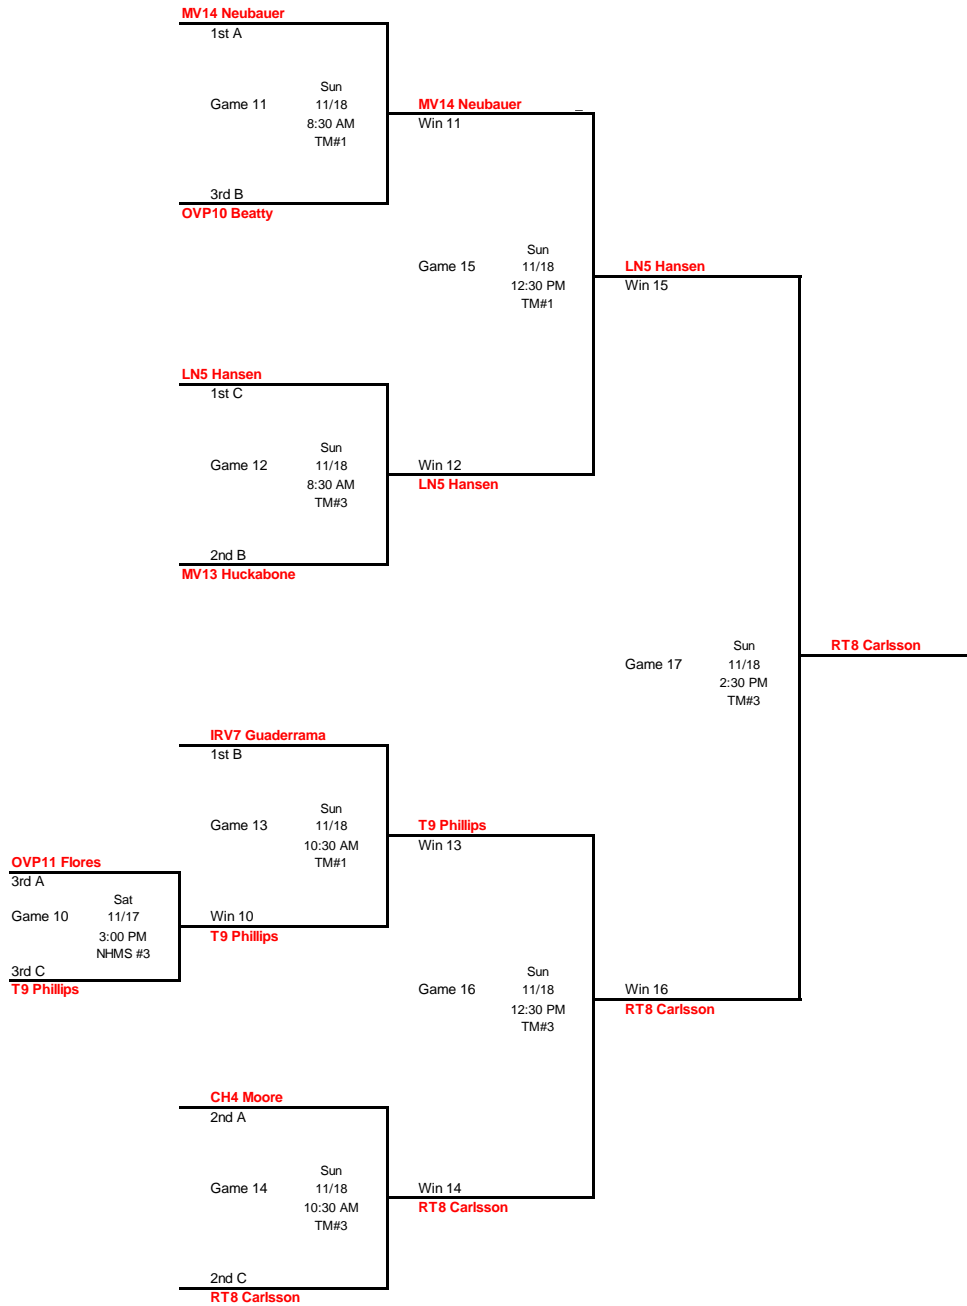 MV14 Neubauer
1st A
Sun
Game 11 11/18
8:30 AM
TM#1
MV14 Neubauer _
Win 11
3rd B
OVP10 Beatty
Sun
Game 15 11/18
12:30 PM
TM#1
LN5 Hansen
Win 15
LN5 Hansen
1st C
Sun
Game 12 11/18
8:30 AM
TM#3
Win 12
LN5 Hansen
2nd B
MV13 Huckabone
Sun
Game 17 11/18
2:30 PM
TM#3
RT8 Carlsson
IRV7 Guaderrama
1st B
Sun
Game 13 11/18
10:30 AM
TM#1
T9 Phillips
Win 13
OVP11 Flores
3rd A
Sat
Game 10 11/17
3:00 PM
NHMS #3
Win 10
T9 Phillips
3rd C
T9 Phillips
Sun
Game 16 11/18
12:30 PM
TM#3
Win 16
RT8 Carlsson
CH4 Moore
2nd A
Sun
Game 14 11/18
10:30 AM
TM#3
Win 14
RT8 Carlsson
2nd C
RT8 Carlsson